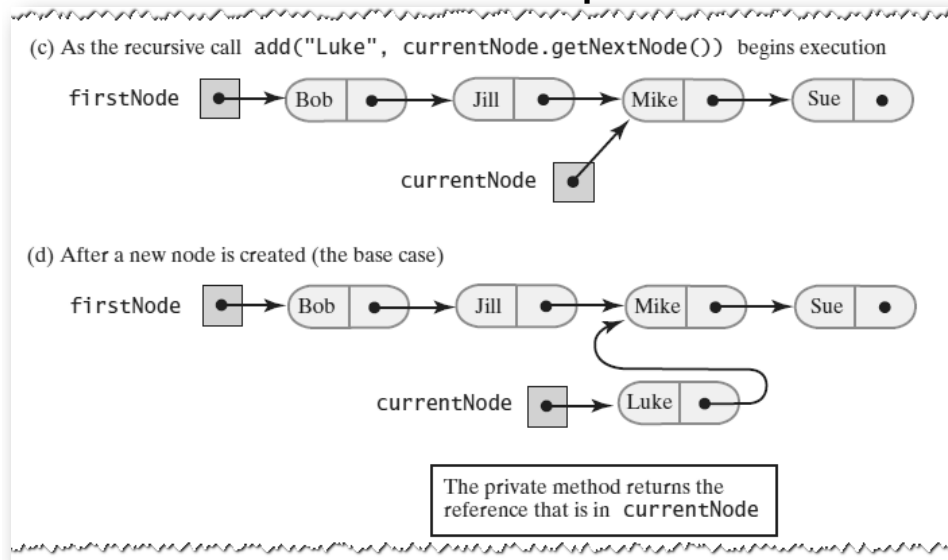 (c) As the recursive call add("Luke", currentNode.getNextNode()) begins execution
firstNode Bob Jill Mike Sue
currentNode
(d) After a new node is created (the base case)
firstNode Bob Jill Mike Sue
currentNode Luke
The private method returns the
reference that is in currentNode